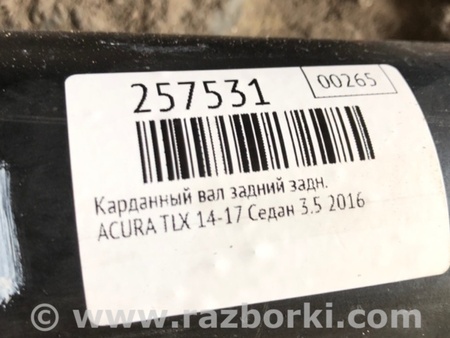 257531
00265
Карданный вал задний задн.
ACURA TLX 14-17 Седан 3.5 2016
© www.razborki.com